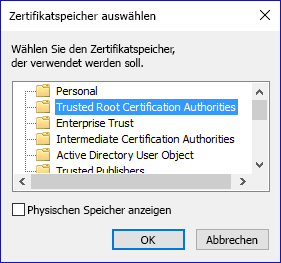 Zertifikatspeicher auswählen
Wählen Sie den Zertifikatspeicher,
der verwendet werden soll.
Personal
Trusted Root Certification Authorities
Enterprise Trust
Intermediate Certification Authorities
Active Directory User Object
Trusted Publishers
Physischen Speicher anzeigen
OK
Abbrechen